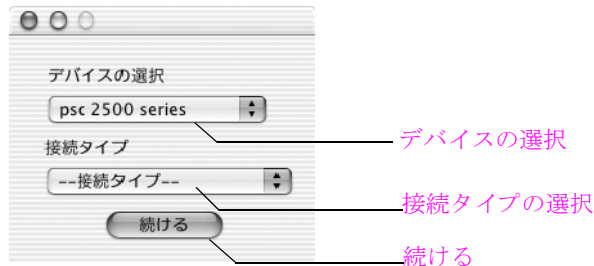 デバイスの選択
psc 2500 series
デバイスの選択
接続タイプ
--接続タイプ--
接続タイプの選択
続ける
続ける